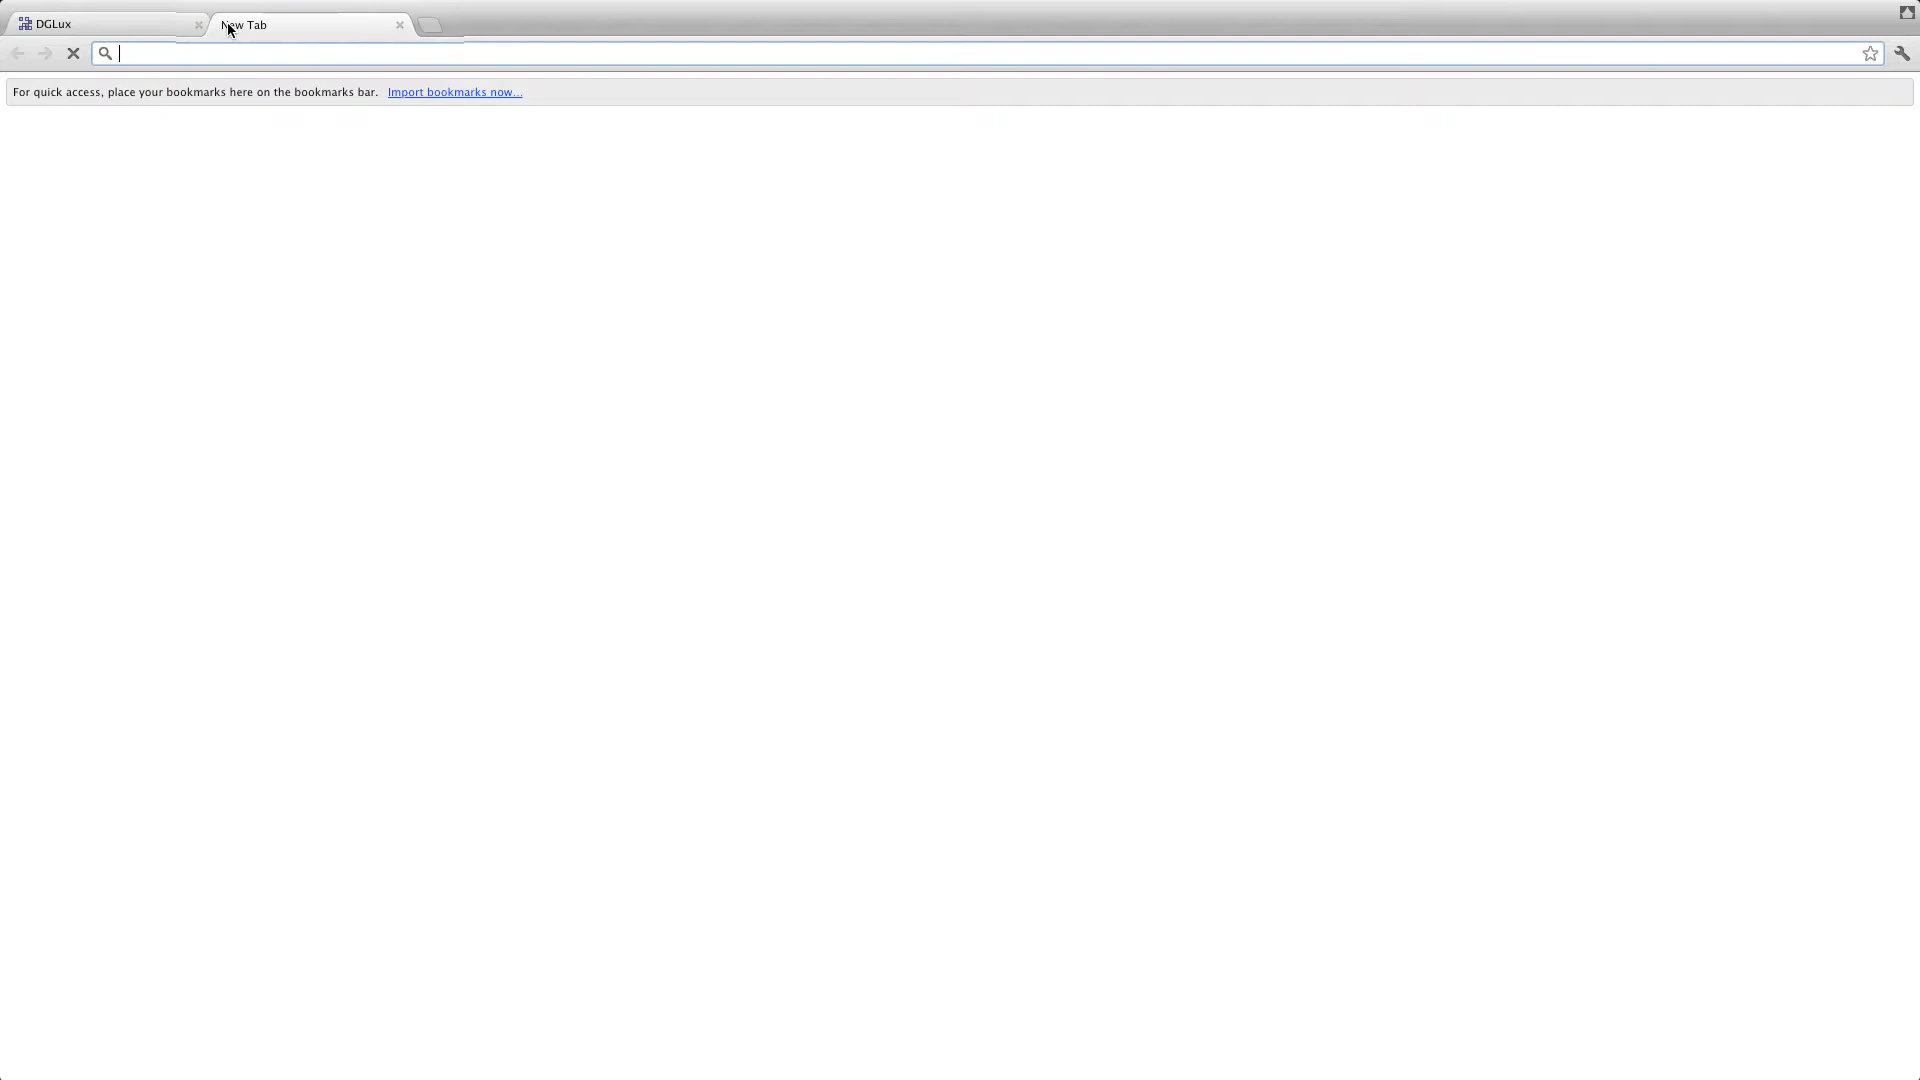 DGLux
New Tab
For quick access, place your bookmarks here on the bookmarks bar. Import bookmarks now...